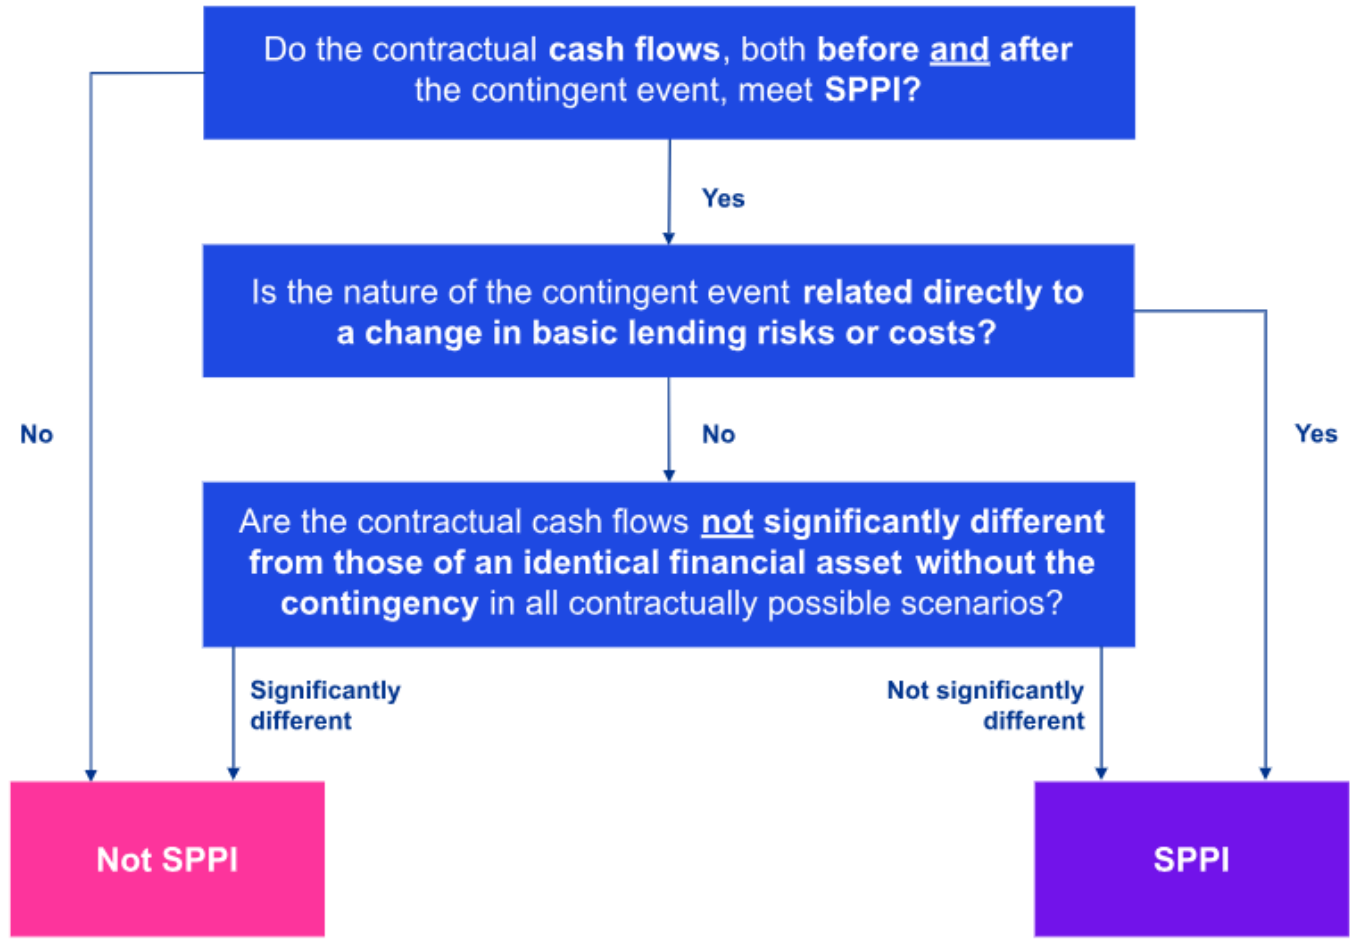 Do the contractual cash flows, both before and after
the contingent event, meet SPPI?
Yes
Is the nature of the contingent event related directly to
a change in basic lending risks or costs?
No
No
Yes
Are the contractual cash flows not significantly different
from those of an identical financial asset without the
contingency in all contractually possible scenarios?
Significantly
different
Not significantly
different
Not SPPI
SPPI